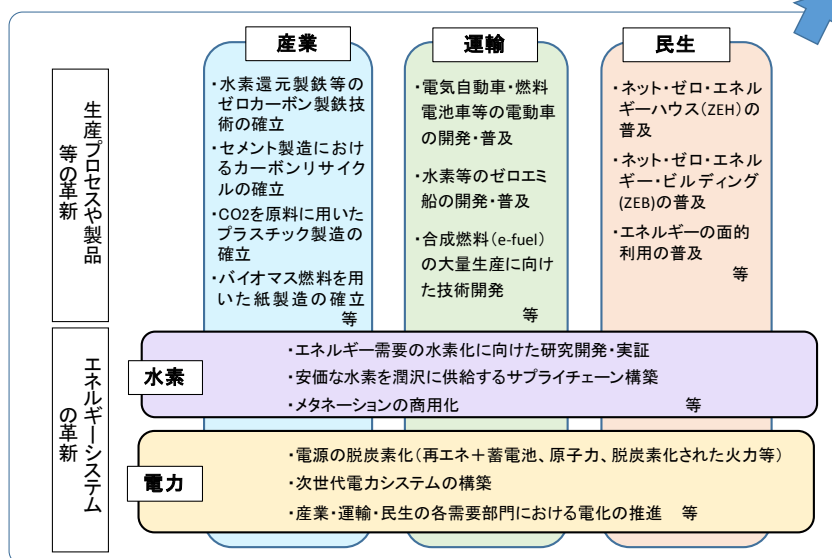 産業
運輸
民生
生産プロセスや製品
等の革新
・水素還元製鉄等の
ゼロカーボン製鉄技
術の確立
・セメント製造におけ
るカーボンリサイク
ルの確立
・CO2を原料に用いた
プラスチック製造の
確立
・バイオマス燃料を用
いた紙製造の確立
等
・電気自動車・燃料
電池車等の電動車
の開発・普及
・水素等のゼロエミ
船の開発・普及
・合成燃料(e-fuel)
の大量生産に向け
た技術開発
等
・ネット・ゼロ・エネル
ギーハウス(ZEH)の
普及
・ネット・ゼロ・エネル
ギー・ビルディング
(ZEB)の普及
・エネルギーの面的
利用の普及
等
エネルギーシステム
の革新
水素
・エネルギー需要の水素化に向けた研究開発・実証
・安価な水素を潤沢に供給するサプライチェーン構築
・メタネーションの商用化 等
電力
・電源の脱炭素化(再エネ+蓄電池、原子力、脱炭素化された火力等)
・次世代電力システムの構築
・産業・運輸・民生の各需要部門における電化の推進 等